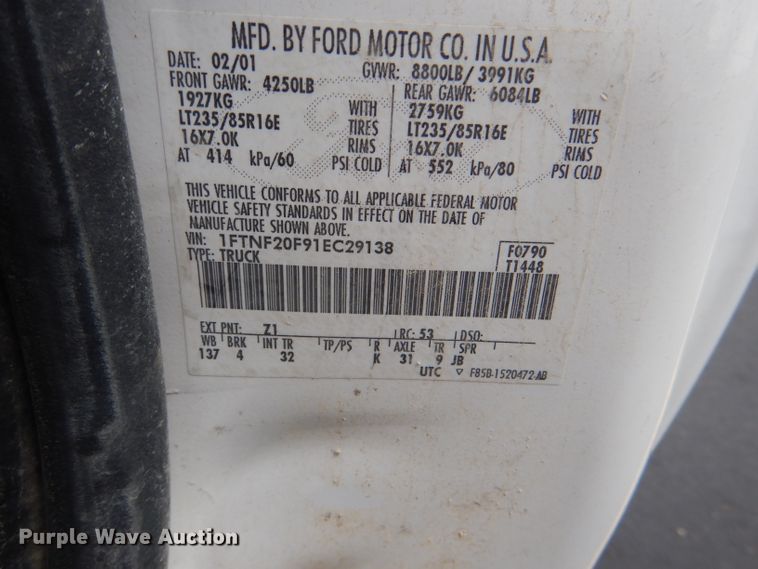 MFD. BY FORD MOTOR CO. IN U.S.A.
DATE: 02/01 GVWR: 8800LB/ 3991KG
FRONT GAWR: 4250LB REAR GAWR: 6084LB
1927KG WITH 2759KG WITH
LT235/85R16E TIRES LT235/85R16E TIRES
16X7.0K RIMS 16X7.0K RIMS
AT 414 kPa/60 PSI COLD AT 552 kPa/80 PSI COLD
THIS VEHICLE CONFORMS TO ALL APPLICABLE FEDERAL MOTOR
VEHICLE SAFETY STANDARDS IN EFFECT ON THE DATE OF
MANUFACTURE SHOWN ABOVE.
VIN: 1FTNF20F91EC29138 F0790
TYPE: TRUCK T1448
EXT PNT: Z1 RC: 53 DSO:
WB BRK INT TR TP/PS R AXLE TR SPR
137 4 32 K 31 9 JB
UTC ▽ F85B-1520472-AB
Purple Wave Auction